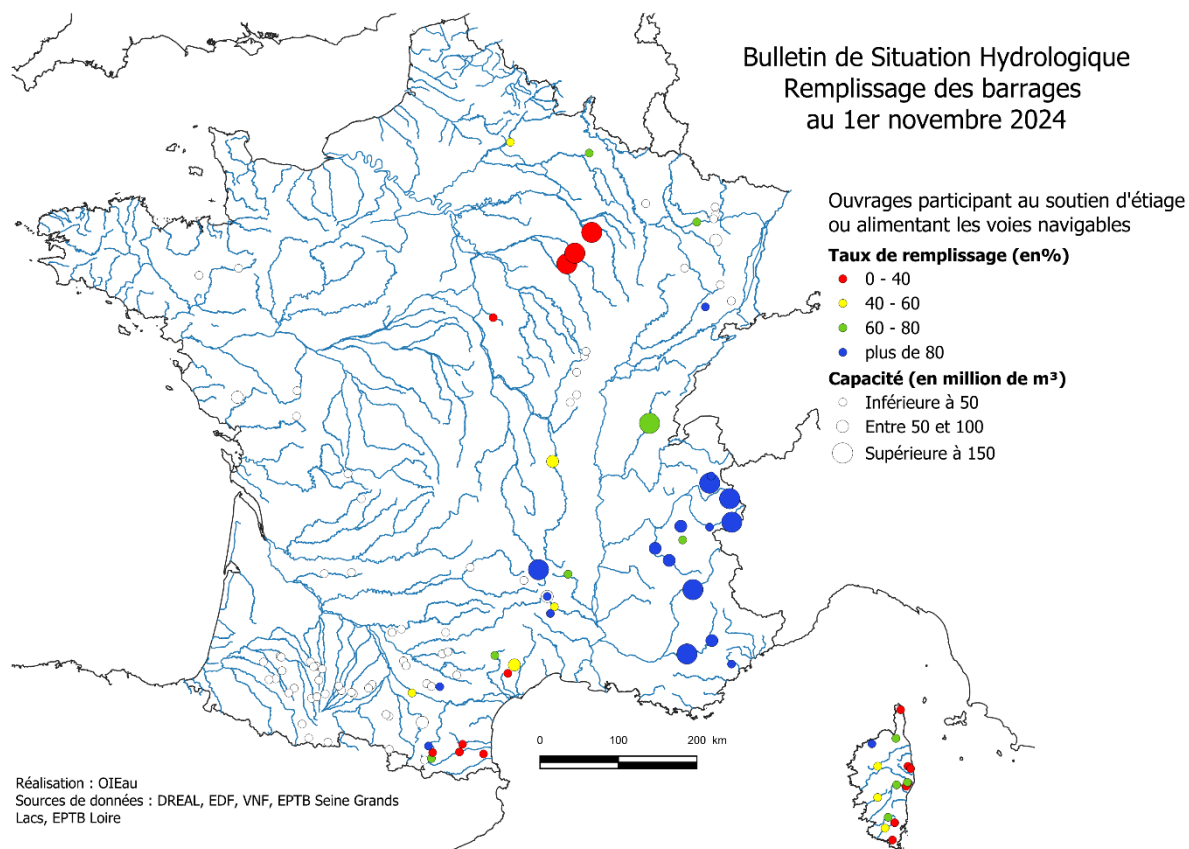 Bulletin de Situation Hydrologique
Remplissage des barrages
au 1er novembre 2024
Ouvrages participant au soutien d'étiage
ou alimentant les voies navigables
Taux de remplissage (en%)
0 - 40
40 - 60
60 - 80
plus de 80
Capacité (en million de m³)
Inférieure à 50
Entre 50 et 100
Supérieure à 150
0 100 200 km
Réalisation : OIEau
Sources de données : DREAL, EDF, VNF, EPTB Seine Grands
Lacs, EPTB Loire